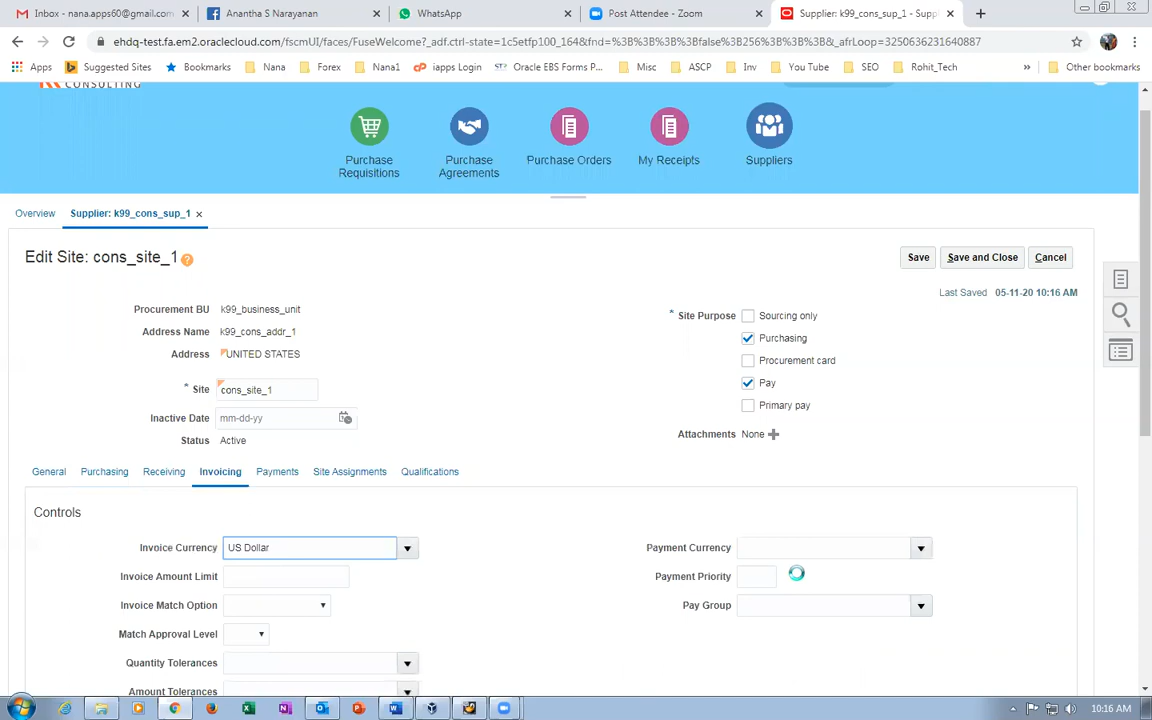 Inbox - nana.apps60@gmail.com
Anantha S Narayanan
WhatsApp
Post Attendee - Zoom
Supplier: k99_cons_sup_1 - Suppl
ehdq-test.fa.em2.oraclecloud.com/fscmUI/faces/FuseWelcome?_adf.ctrl-state=1c5etfp100_164&fnd=%3B%3B%3B%3Bfalse%3B256%3B%3B%3B&_afrLoop=3250636231640887
Apps
Suggested Sites
Bookmarks
Nana
Forex
Nana1
iapps Login
Oracle EBS Forms P...
Misc
ASCP
Inv
You Tube
SEO
Rohit_Tech
»
Other bookmarks
CONSULTING
Purchase
Requisitions
Purchase
Agreements
Purchase Orders
My Receipts
Suppliers
Overview
Supplier: k99_cons_sup_1
Edit Site: cons_site_1
Save
Save and Close
Cancel
Last Saved 05-11-20 10:16 AM
Procurement BU k99_business_unit
Address Name k99_cons_addr_1
Address UNITED STATES
* Site cons_site_1
Inactive Date mm-dd-yy
Status Active
* Site Purpose Sourcing only
Purchasing
Procurement card
Pay
Primary pay
Attachments None
General
Purchasing
Receiving
Invoicing
Payments
Site Assignments
Qualifications
Controls
Invoice Currency US Dollar
Invoice Amount Limit
Invoice Match Option
Match Approval Level
Quantity Tolerances
Amount Tolerances
Payment Currency
Payment Priority
Pay Group
10:16 AM